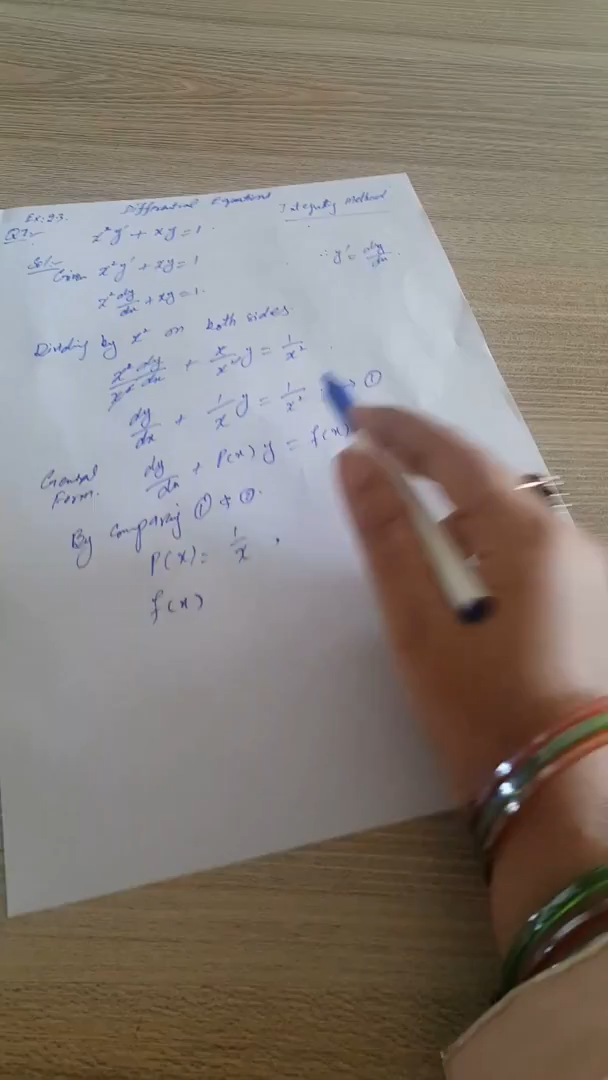 Differential Equations
Ex: 9.3. Integrating method
Q7:- x²y' + xy = 1.
Sol:- Given x²y' + xy = 1 ∵ y' = dy/dx.
x² dy/dx + xy = 1.
Dividing by x² on both sides.
x²/x² dy/dx + x/x² y = 1/x².
dy/dx + 1/x y = 1/x² → ①
General Form. dy/dx + P(x) y = f(x)
By comparing ① & ②.
P(x) = 1/x,
f(x)